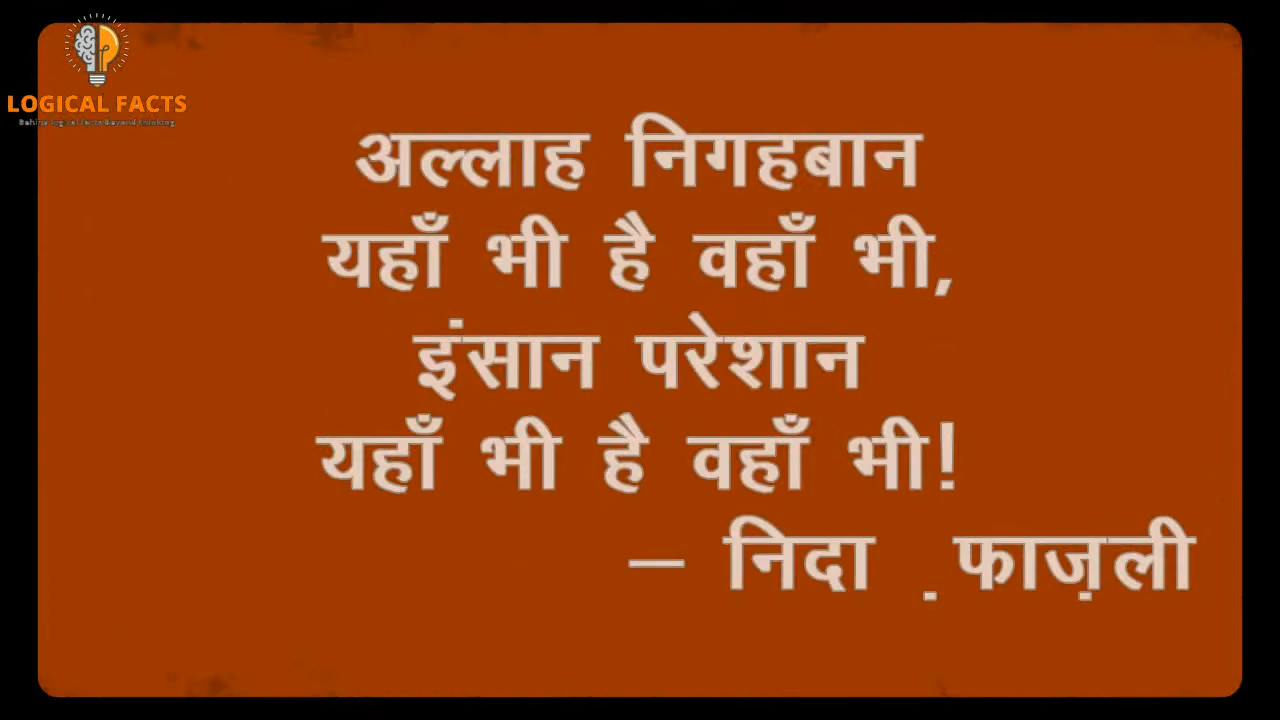 LOGICAL FACTS
अल्लाह निगहबान
यहाँ भी है वहाँ भी,
इंसान परेशान
यहाँ भी है वहाँ भी!
– निदा ़फाज़ली